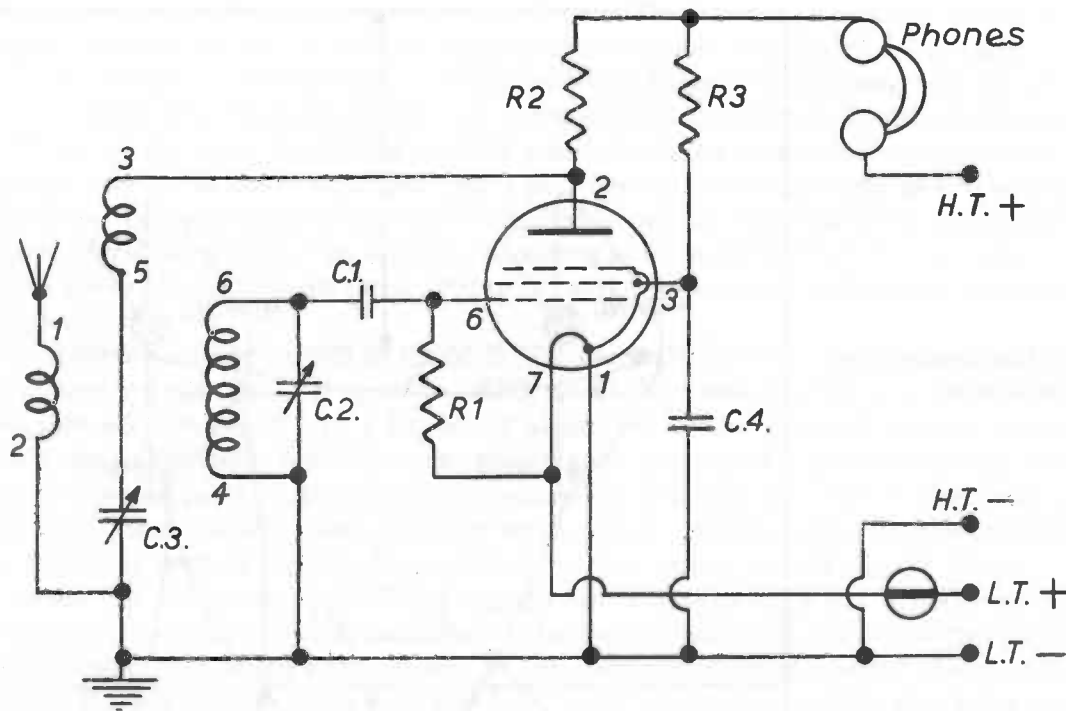 Phones
R2
R3
H.T. +
3
2
5
C.1.
6
6
3
1
7
1
C.2.
R1
C.4.
2
4
C.3.
H.T. -
L.T. +
L.T. -